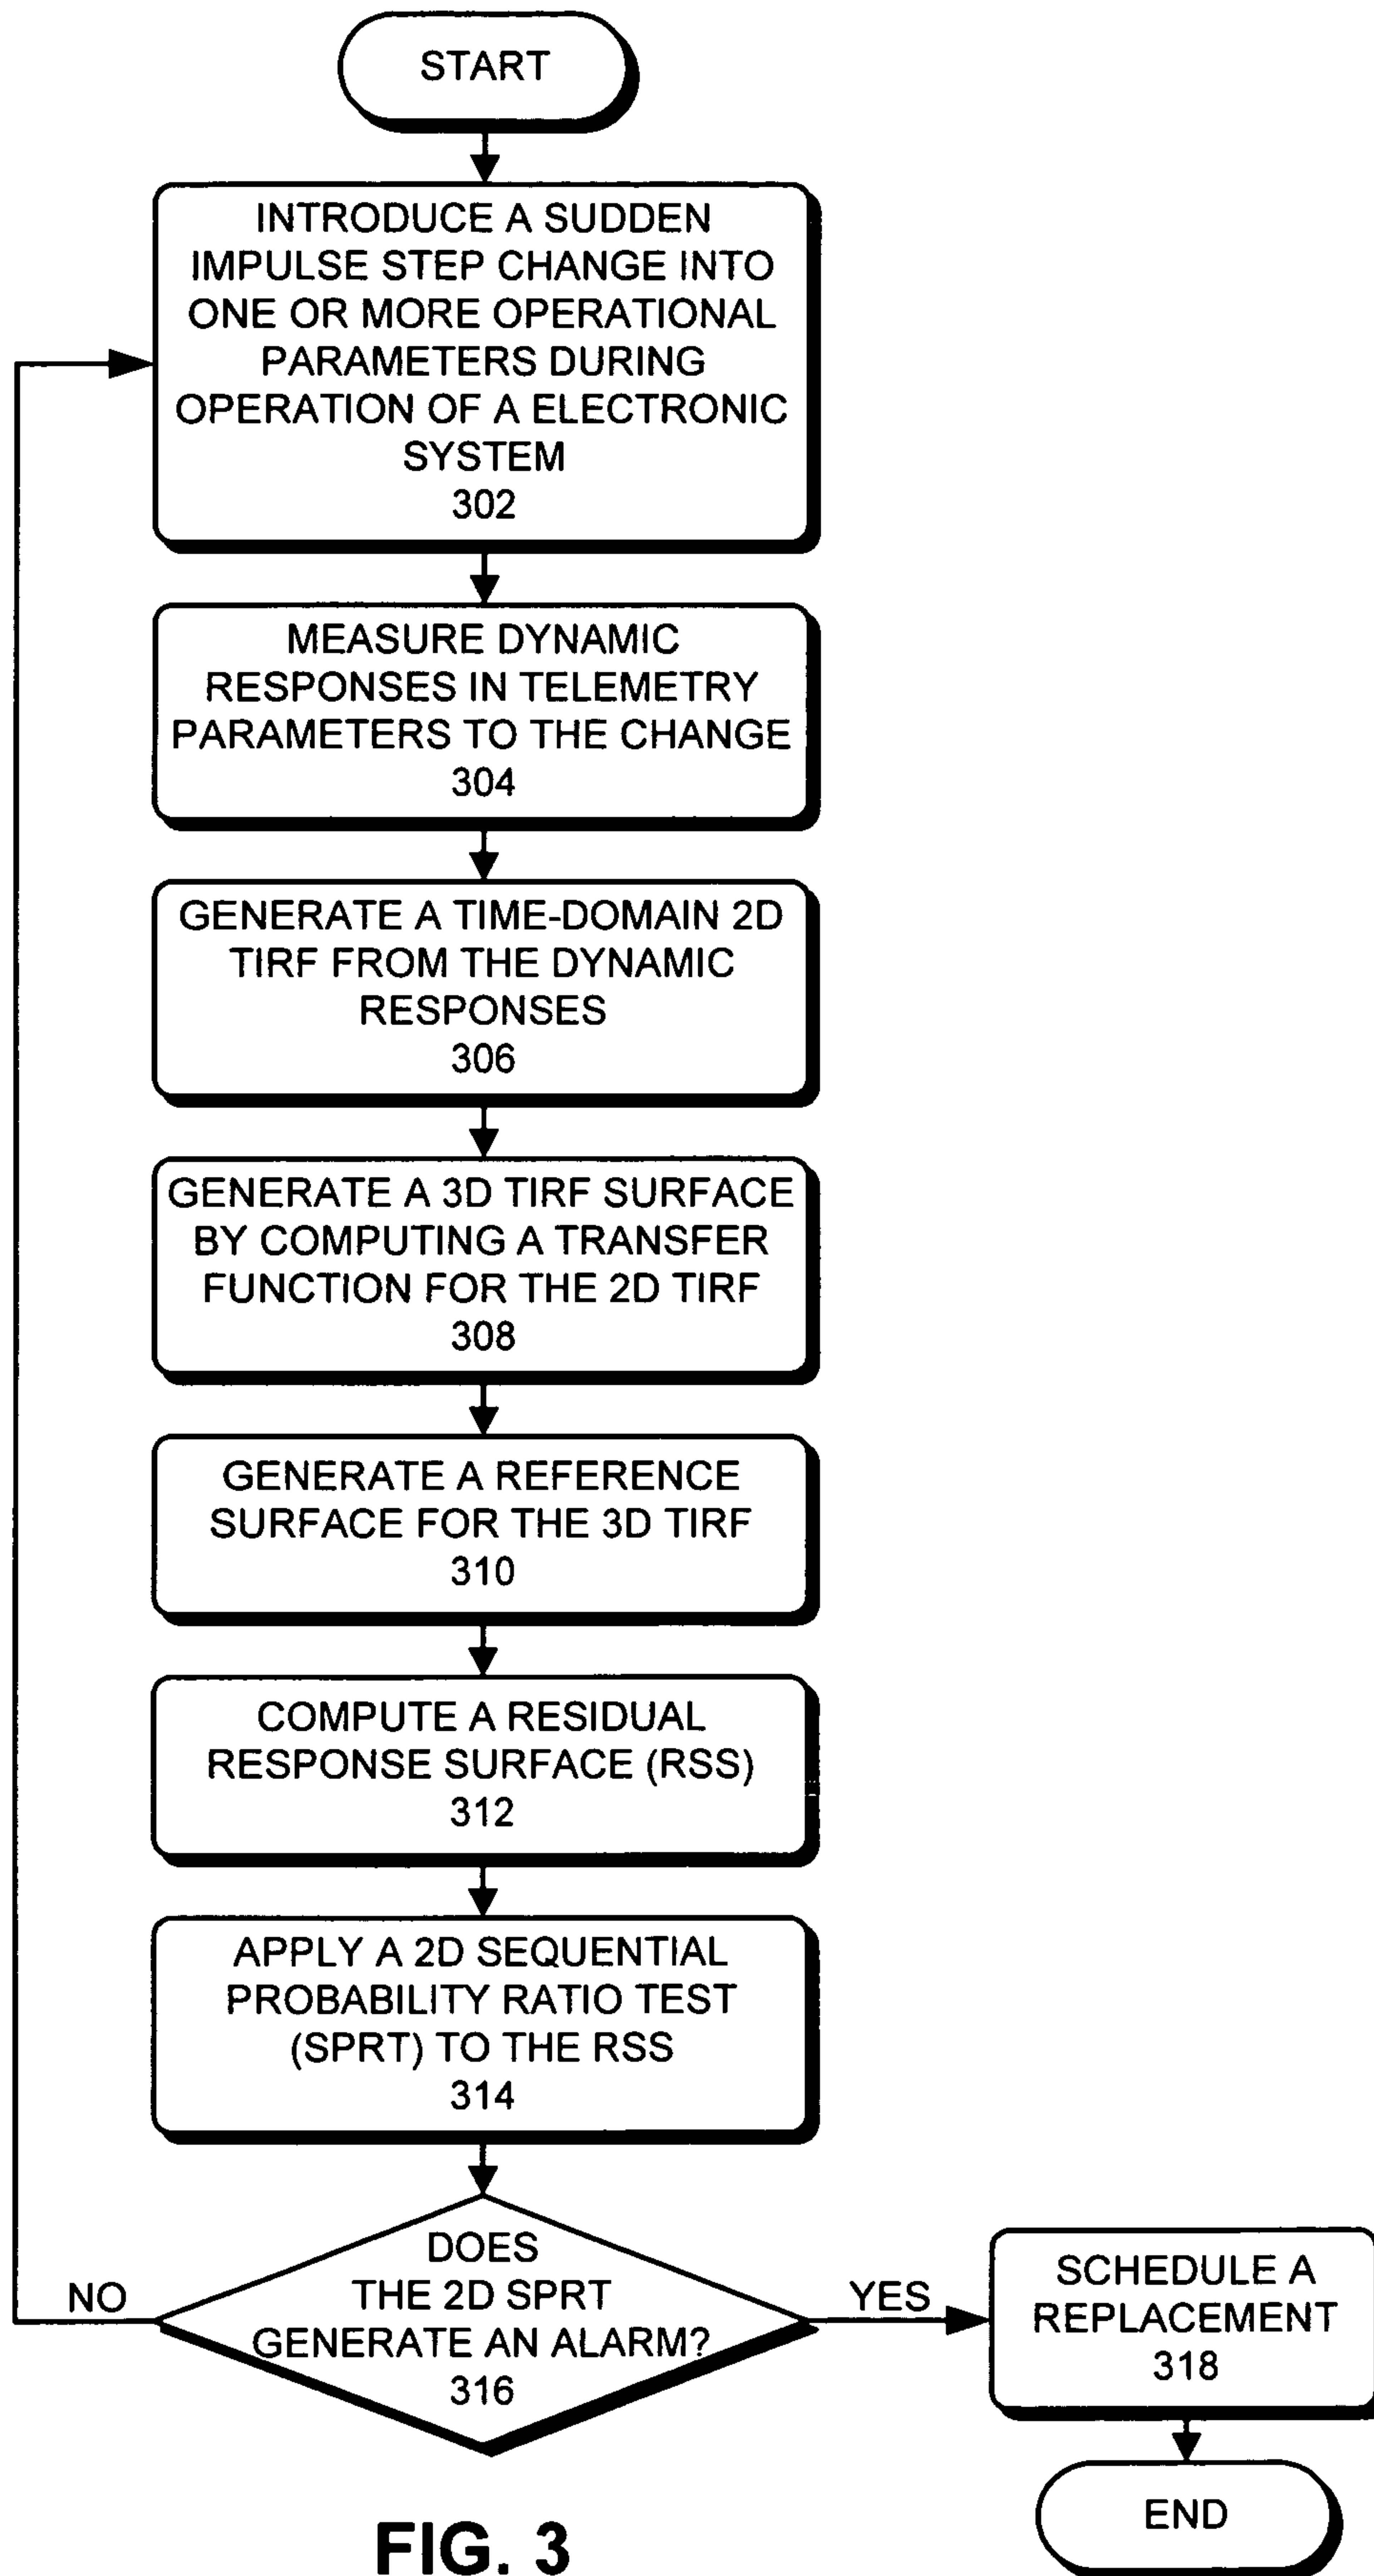 START
INTRODUCE A SUDDEN
IMPULSE STEP CHANGE INTO
ONE OR MORE OPERATIONAL
PARAMETERS DURING
OPERATION OF A ELECTRONIC
SYSTEM
302
MEASURE DYNAMIC
RESPONSES IN TELEMETRY
PARAMETERS TO THE CHANGE
304
GENERATE A TIME-DOMAIN 2D
TIRF FROM THE DYNAMIC
RESPONSES
306
GENERATE A 3D TIRF SURFACE
BY COMPUTING A TRANSFER
FUNCTION FOR THE 2D TIRF
308
GENERATE A REFERENCE
SURFACE FOR THE 3D TIRF
310
COMPUTE A RESIDUAL
RESPONSE SURFACE (RSS)
312
APPLY A 2D SEQUENTIAL
PROBABILITY RATIO TEST
(SPRT) TO THE RSS
314
DOES
THE 2D SPRT
GENERATE AN ALARM?
316
NO
YES
SCHEDULE A
REPLACEMENT
318
END
FIG. 3